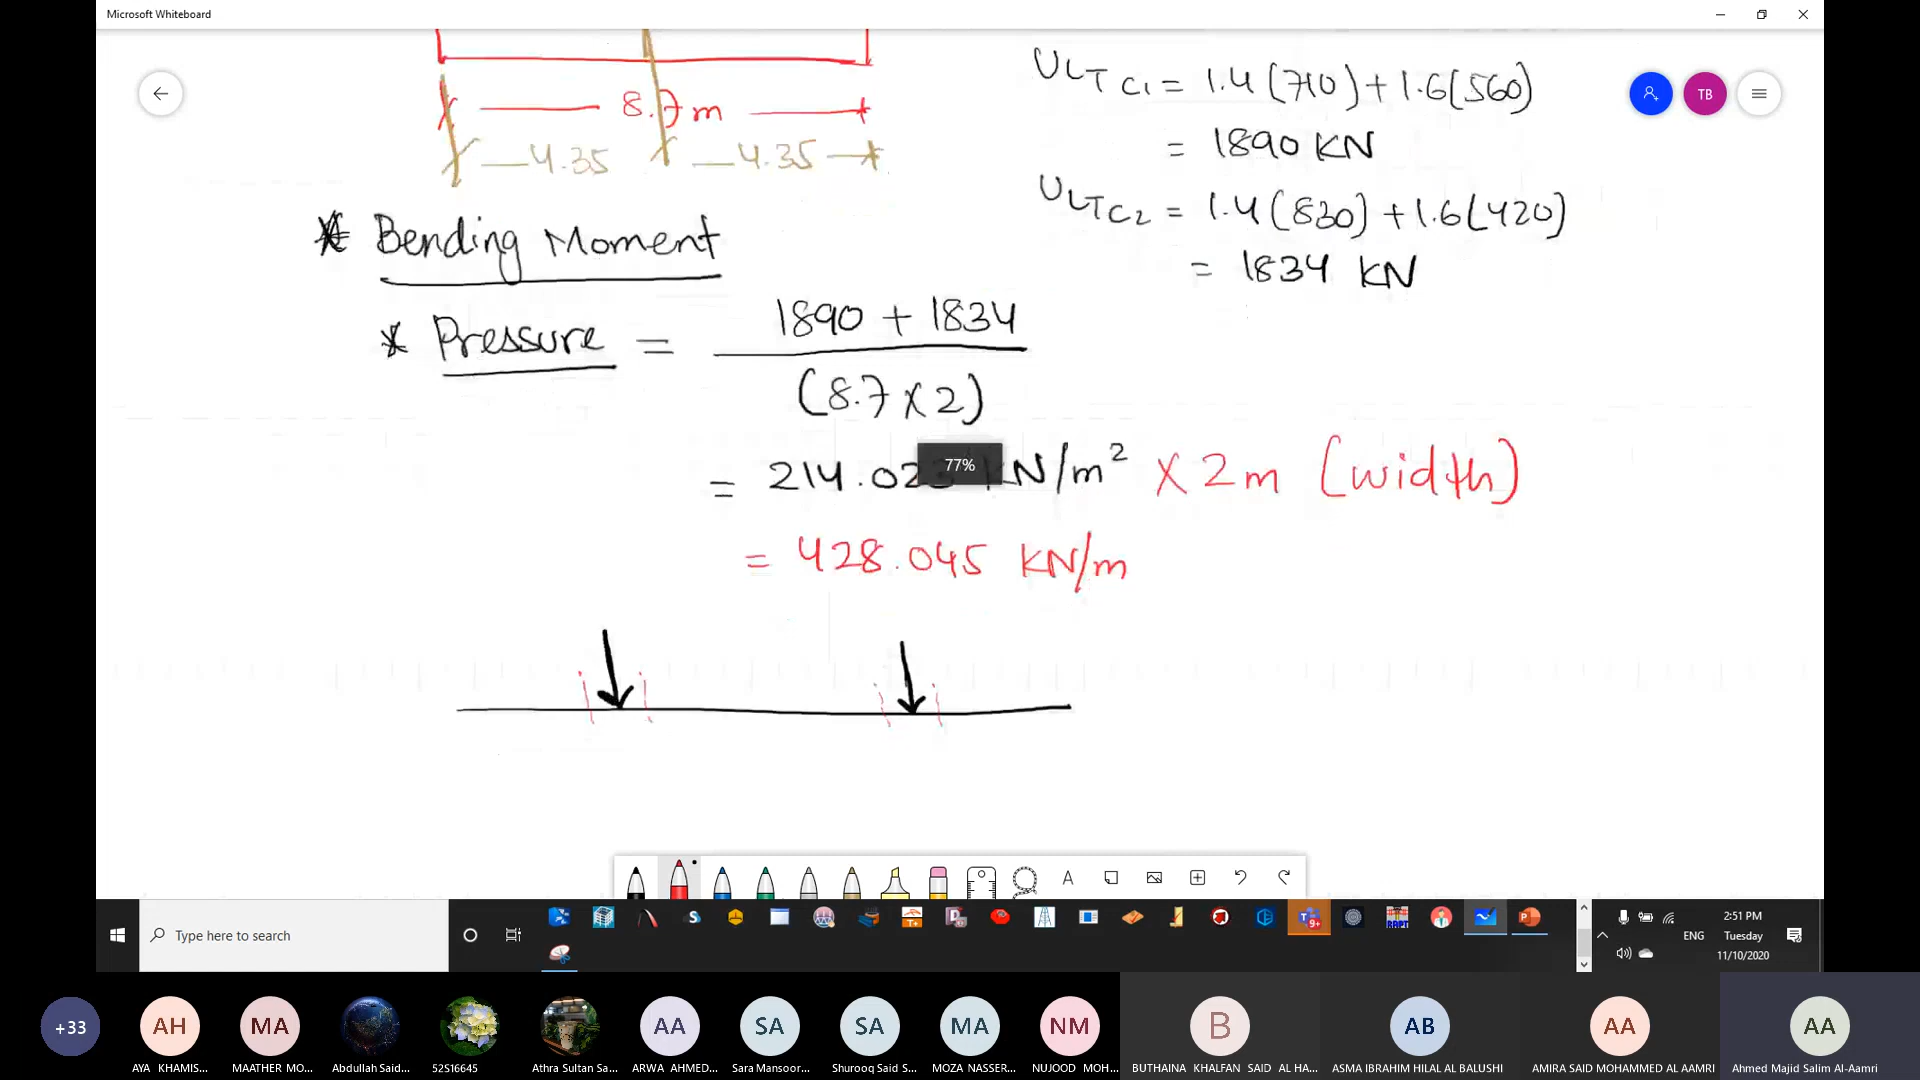 Microsoft Whiteboard
8.7m
4.35 4.35
ULT C1 = 1.4(710)+1.6(560)
= 1890 KN
ULT C2 = 1.4(830)+1.6(420)
= 1834 KN
TB
* Bending Moment
* Pressure = 1890 + 1834
(8.7 X 2)
= 214.02 KN/m² X 2m (width)
77%
= 428.045 KN/m
A
Type here to search
9+
ENG
2:51 PM
Tuesday
11/10/2020
+33
AH
MA
AA
SA
SA
MA
NM
B
AB
AA
AA
AYA KHAMIS...
MAATHER MO...
Abdullah Said...
52S16645
Athra Sultan Sa...
ARWA AHMED...
Sara Mansoor...
Shurooq Said S...
MOZA NASSER...
NUJOOD MOH...
BUTHAINA KHALFAN SAID AL HA...
ASMA IBRAHIM HILAL AL BALUSHI
AMIRA SAID MOHAMMED AL AAMRI
Ahmed Majid Salim Al-Aamri